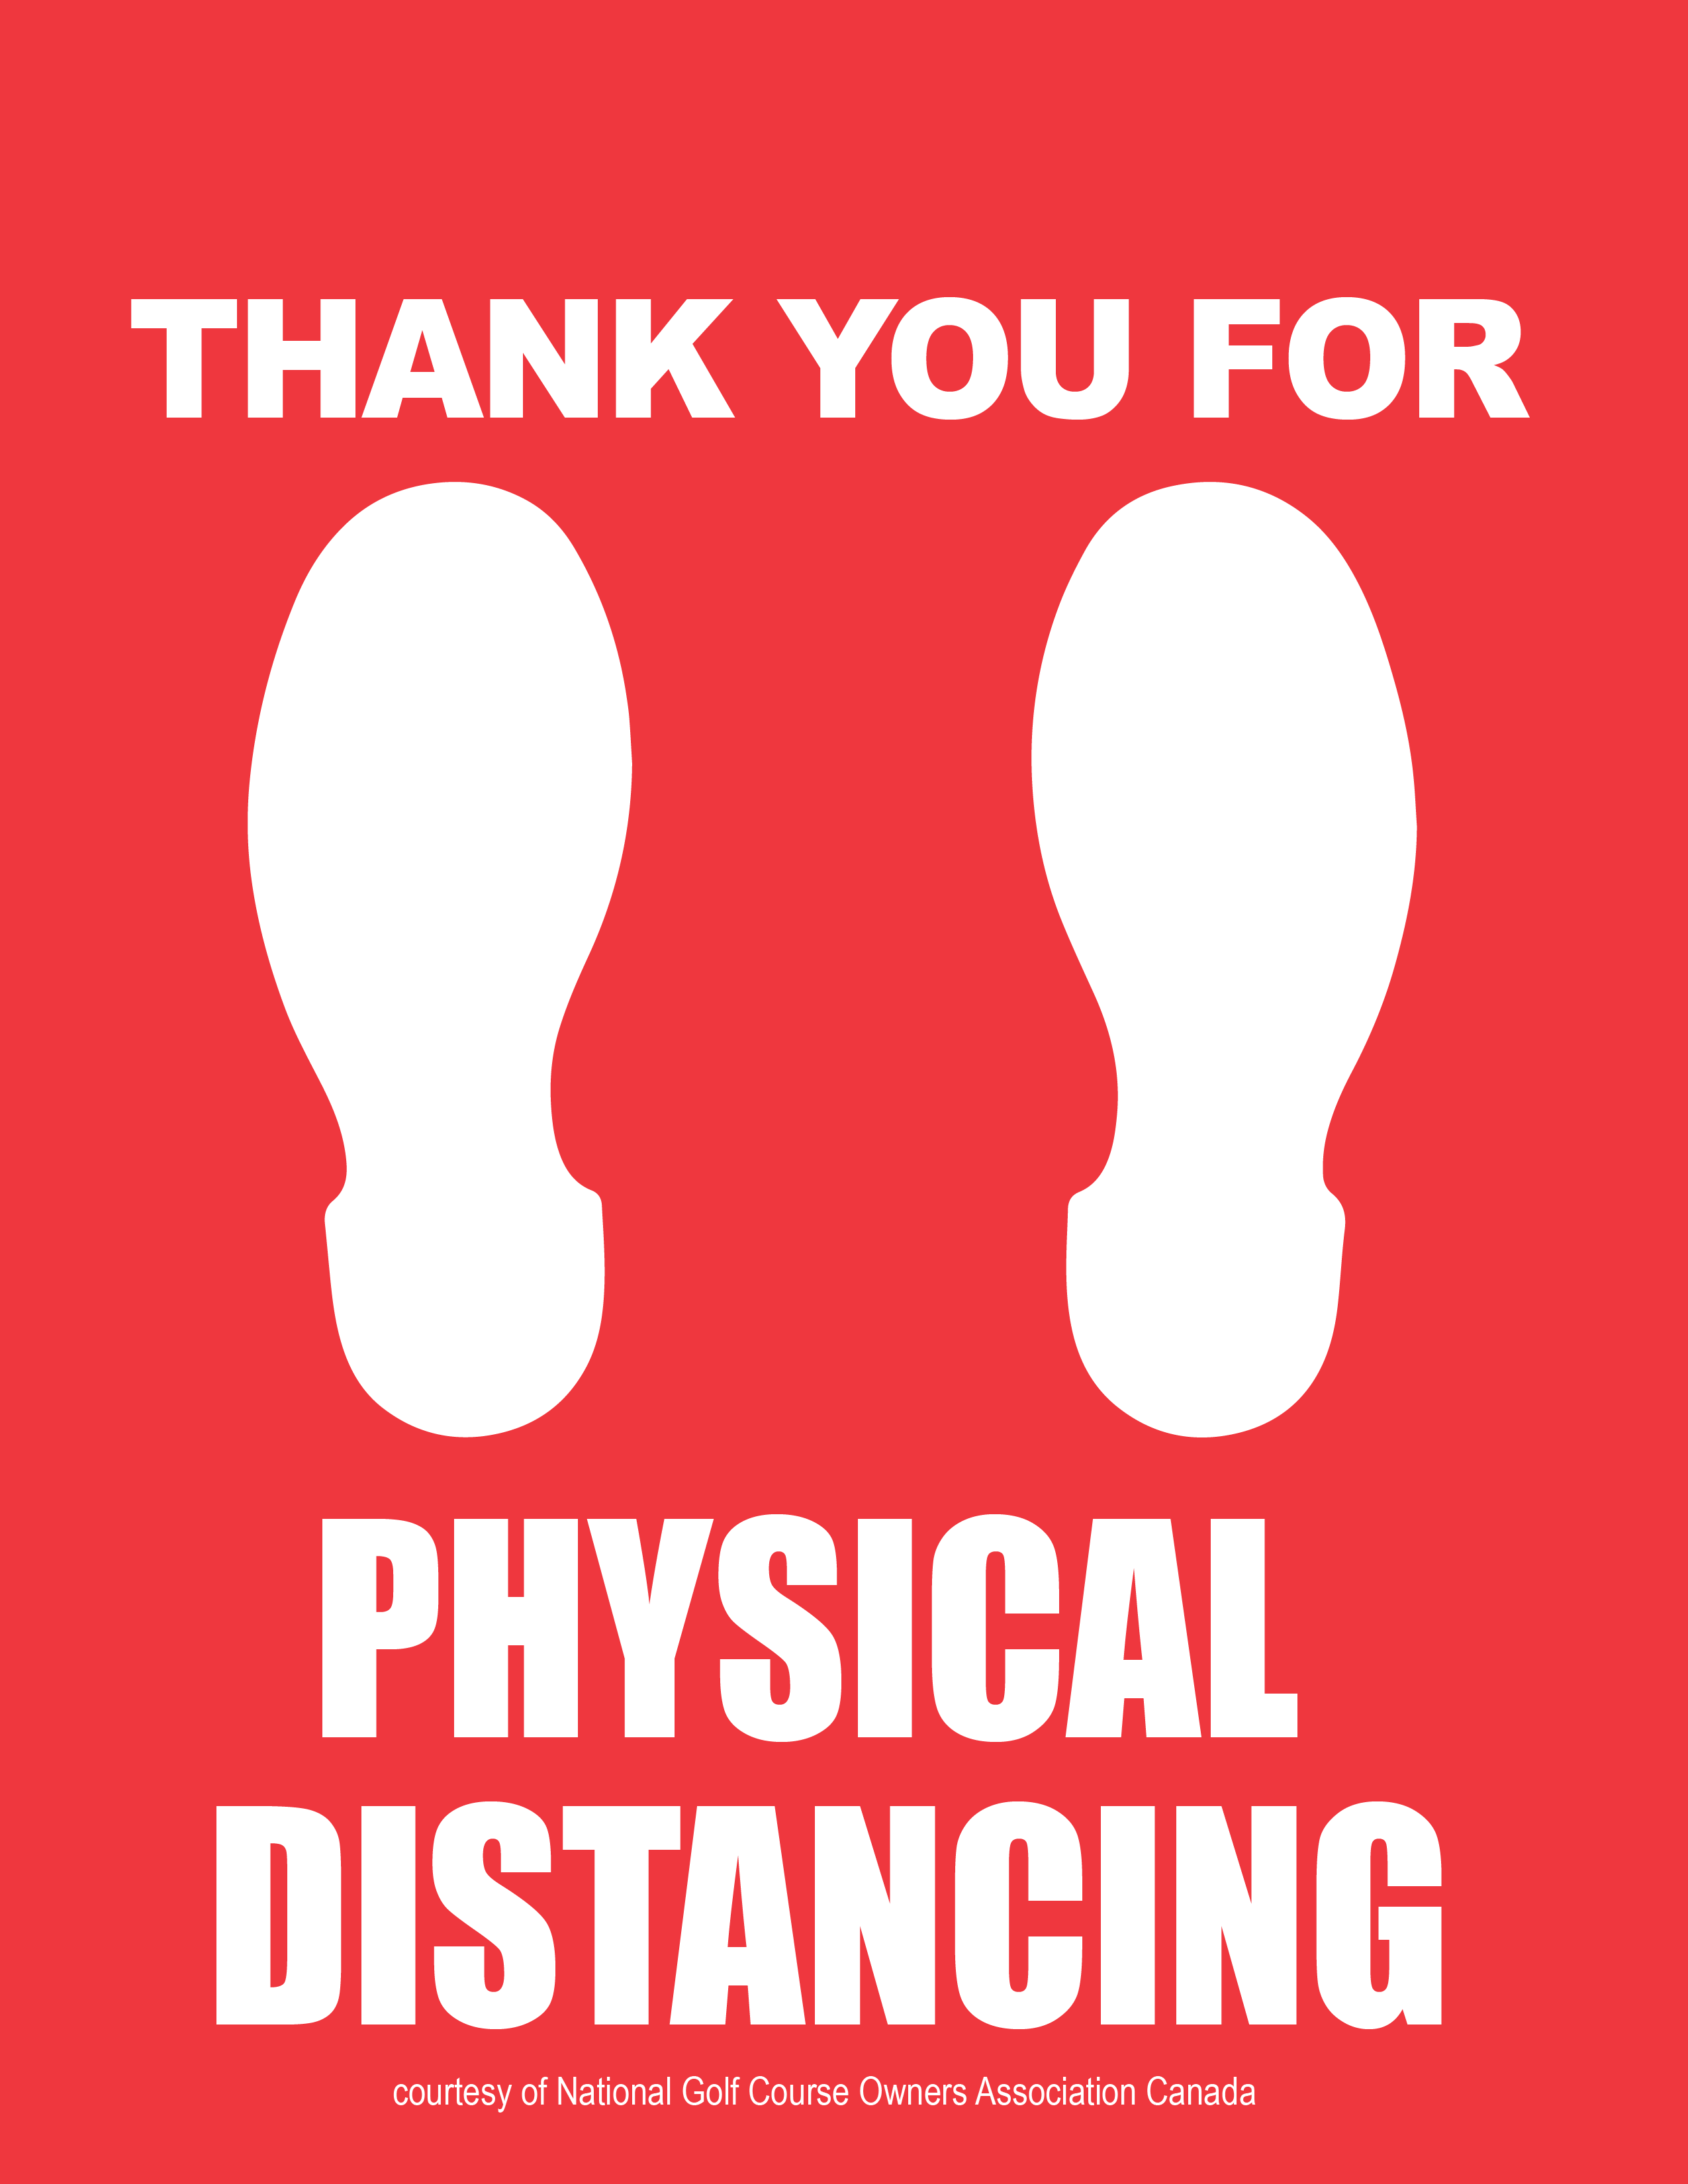 THANK YOU FOR
PHYSICAL
DISTANCING
courtesy of National Golf Course Owners Association Canada